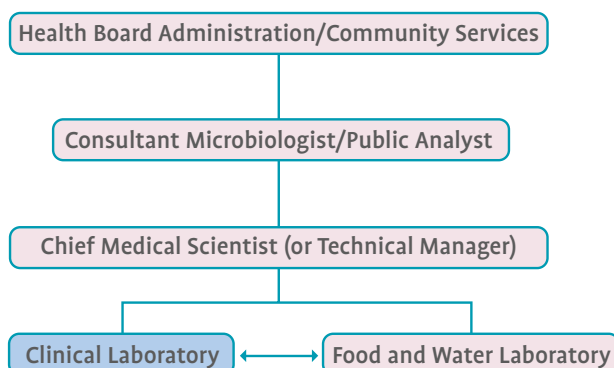 Health Board Administration/Community Services
Consultant Microbiologist/Public Analyst
Chief Medical Scientist (or Technical Manager)
Clinical Laboratory
Food and Water Laboratory